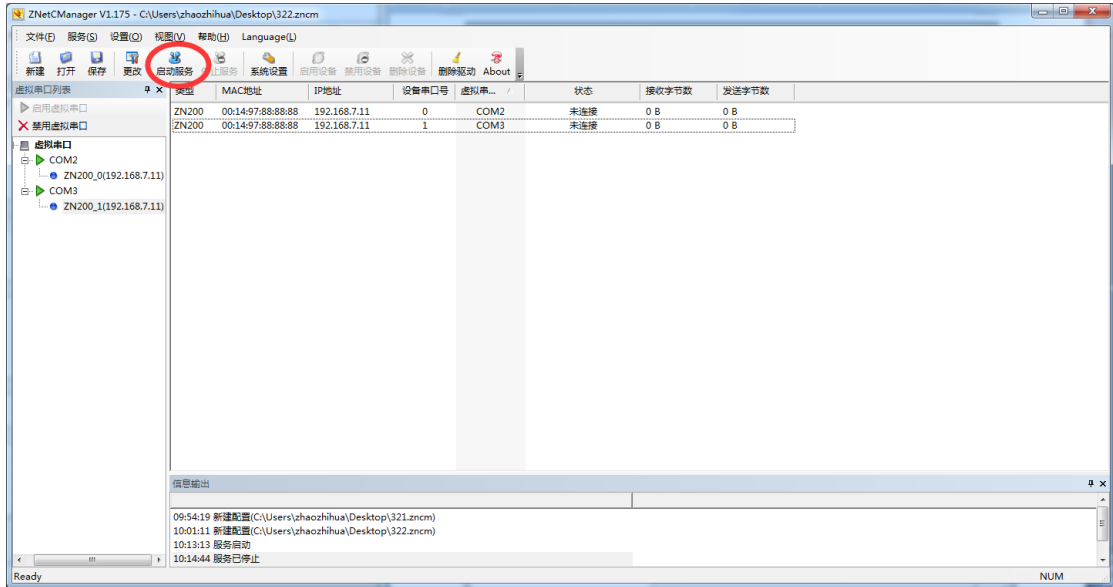 ZNetCManager V1.175 - C:\Users\zhaozhihua\Desktop\322.zncm
文件(F) 服务(S) 设置(O) 视图(V) 帮助(H) Language(L)
新建 打开 保存 更改 启动服务 止服务 系统设置 启用设备 禁用设备 删除设备 删除驱动 About
虚拟串口列表
启用虚拟串口
禁用虚拟串口
虚拟串口
COM2
ZN200_0(192.168.7.11)
COM3
ZN200_1(192.168.7.11)
类型 MAC地址 IP地址 设备串口号 虚拟串... 状态 接收字节数 发送字节数
ZN200 00:14:97:88:88:88 192.168.7.11 0 COM2 未连接 0 B 0 B
ZN200 00:14:97:88:88:88 192.168.7.11 1 COM3 未连接 0 B 0 B
信息输出
09:54:19 新建配置(C:\Users\zhaozhihua\Desktop\321.zncm)
10:01:11 新建配置(C:\Users\zhaozhihua\Desktop\322.zncm)
10:13:13 服务启动
10:14:44 服务已停止
Ready NUM